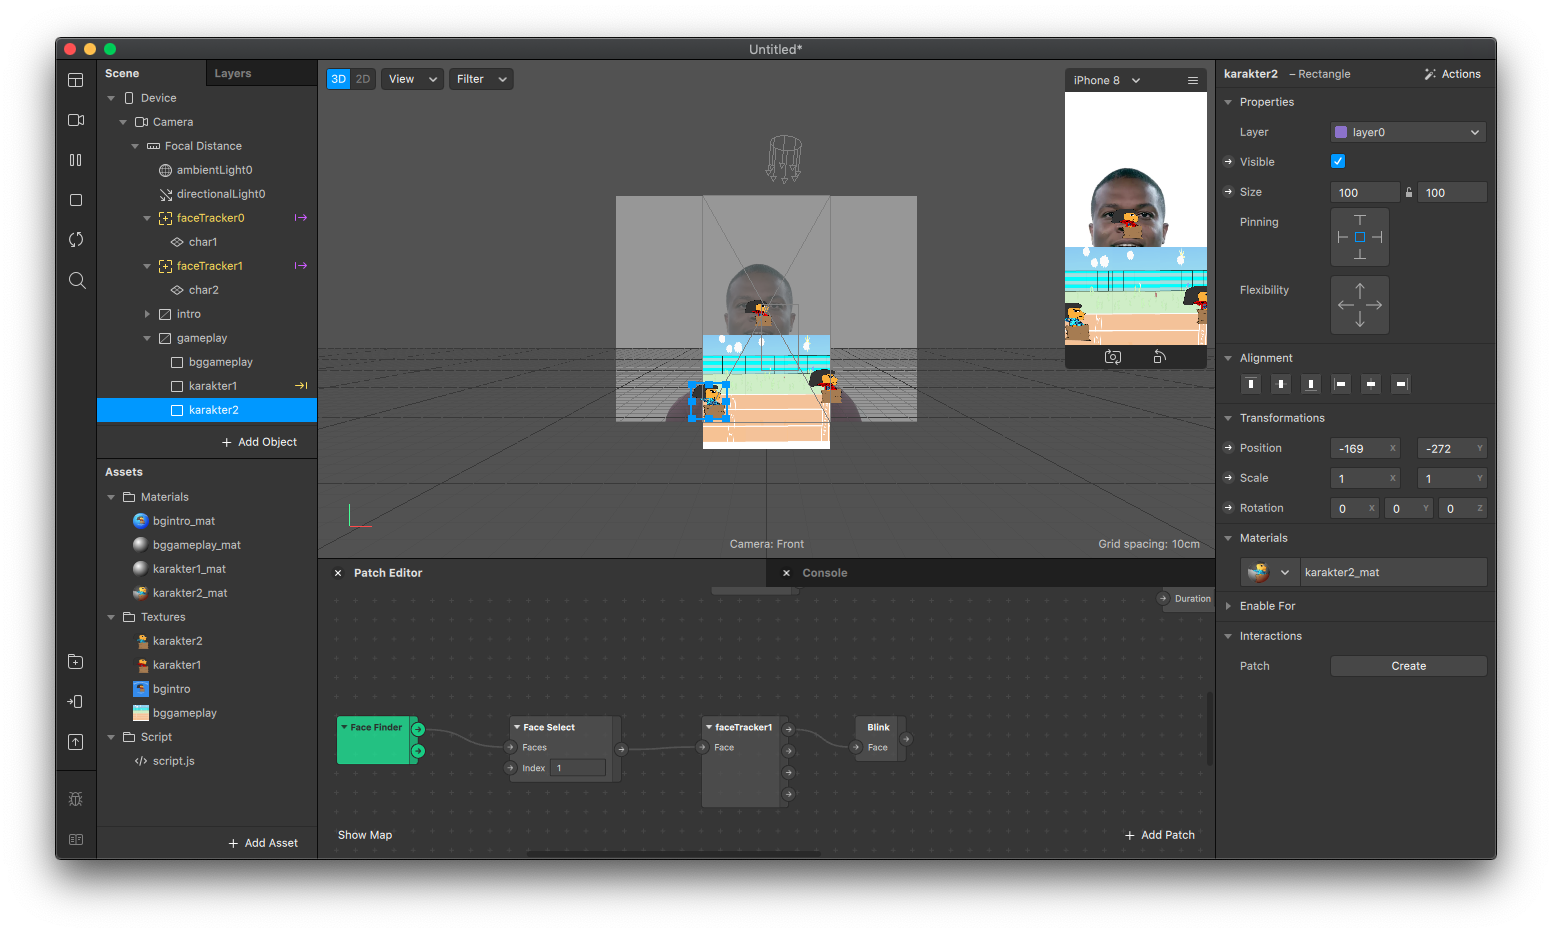 Untitled*
Scene
Layers
Device
Camera
Focal Distance
ambientLight0
directionalLight0
faceTracker0
char1
faceTracker1
char2
intro
gameplay
bggameplay
karakter1
karakter2
+ Add Object
Assets
Materials
bgintro_mat
bggameplay_mat
karakter1_mat
karakter2_mat
Textures
karakter2
karakter1
bgintro
bggameplay
Script
script.js
+ Add Asset
3D 2D View Filter
iPhone 8
Camera: Front
Grid spacing: 10cm
Patch Editor
Console
Duration
Face Finder
Face Select
Faces
Index 1
faceTracker1
Face
Blink
Face
Show Map
+ Add Patch
karakter2 – Rectangle
Actions
Properties
Layer layer0
Visible
Size 100 100
Pinning
Flexibility
Alignment
Transformations
Position -169 X -272 Y
Scale 1 X 1 Y
Rotation 0 X 0 Y 0 Z
Materials
karakter2_mat
Enable For
Interactions
Patch Create